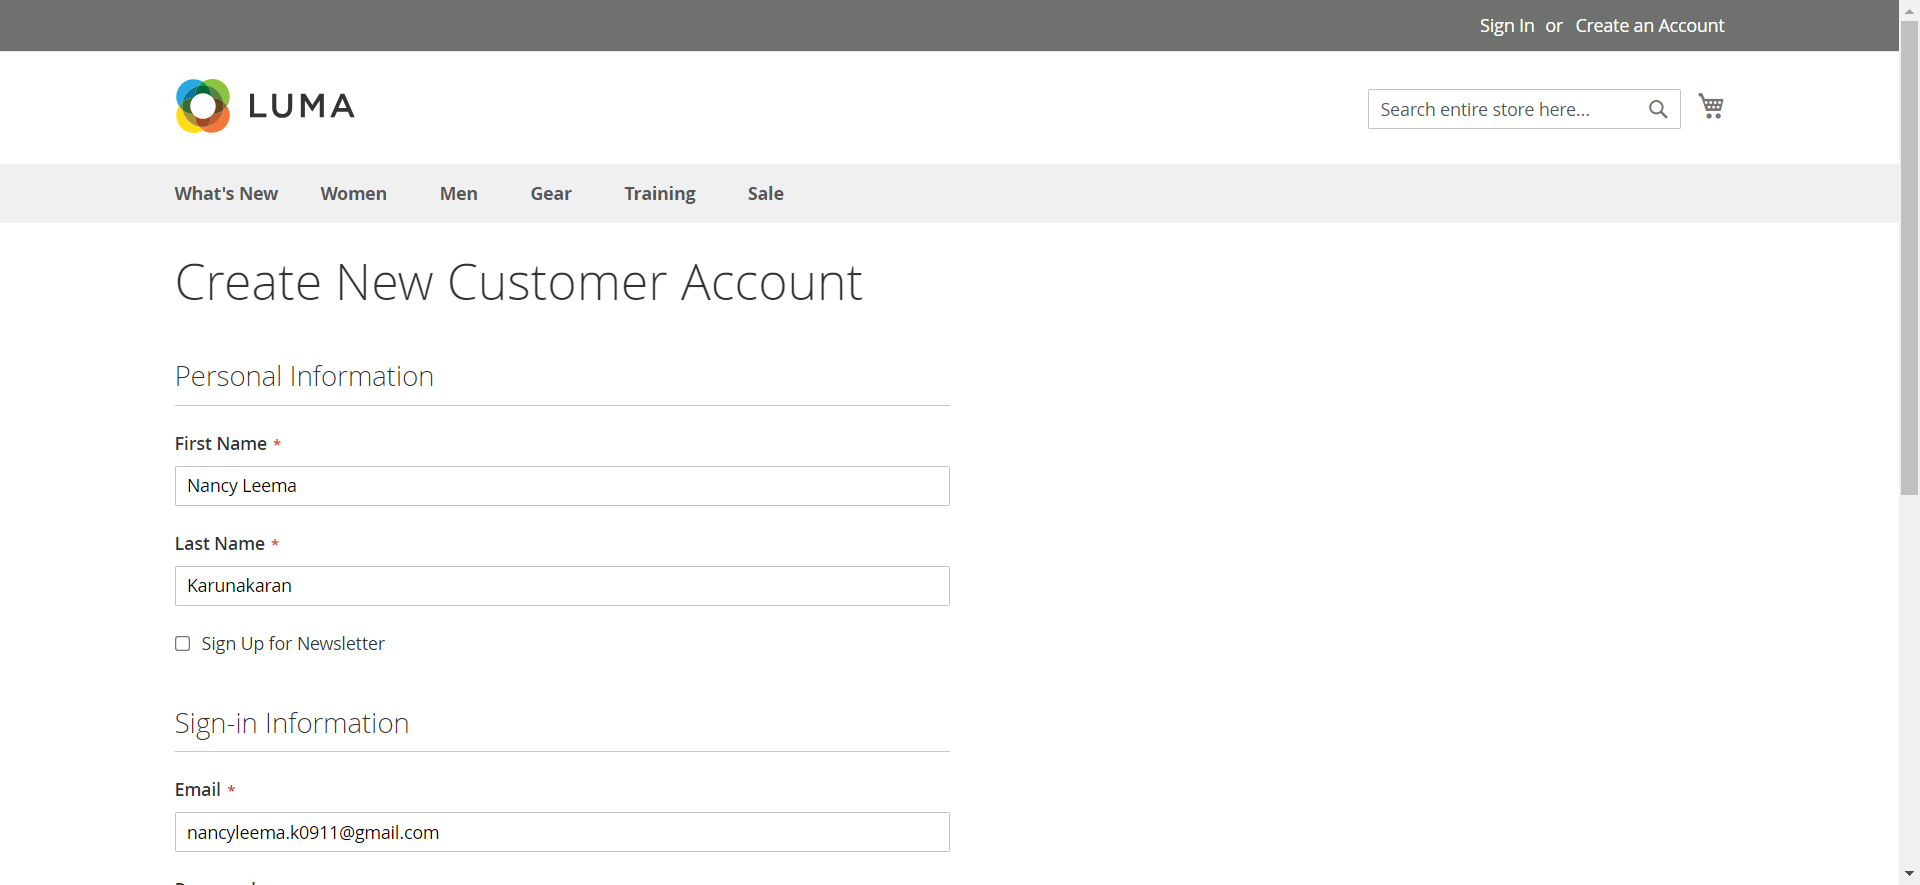 Sign In or Create an Account
LUMA
Search entire store here...
What's New Women Men Gear Training Sale
Create New Customer Account
Personal Information
First Name *
Nancy Leema
Last Name *
Karunakaran
Sign Up for Newsletter
Sign-in Information
Email *
nancyleema.k0911@gmail.com